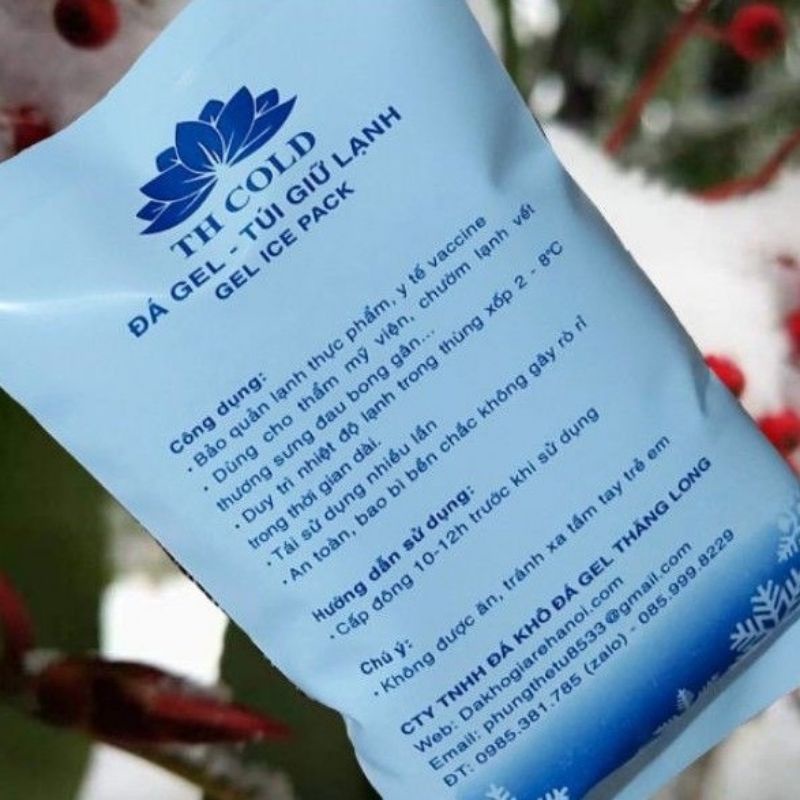 TH COLD
ĐÁ GEL - TÚI GIỮ LẠNH
GEL ICE PACK
Công dụng:
• Bảo quản lạnh thực phẩm, y tế vaccine
• Dùng cho thẩm mỹ viện, chườm lạnh vết
thương sưng đau bong gân...
• Duy trì nhiệt độ lạnh trong thùng xốp 2 - 8°C
trong thời gian dài.
• Tái sử dụng nhiều lần
• An toàn, bao bì bền chắc không gây rò rỉ
Hướng dẫn sử dụng:
• Cấp đông 10-12h trước khi sử dụng
Chú ý:
• Không được ăn, tránh xa tầm tay trẻ em
CTY TNHH ĐÁ KHÔ ĐÁ GEL THĂNG LONG
Web: Dakhogiarehanoi.com
Email: phungthetu8533@gmail.com
ĐT: 0985.381.785 (zalo) - 085.999.8229